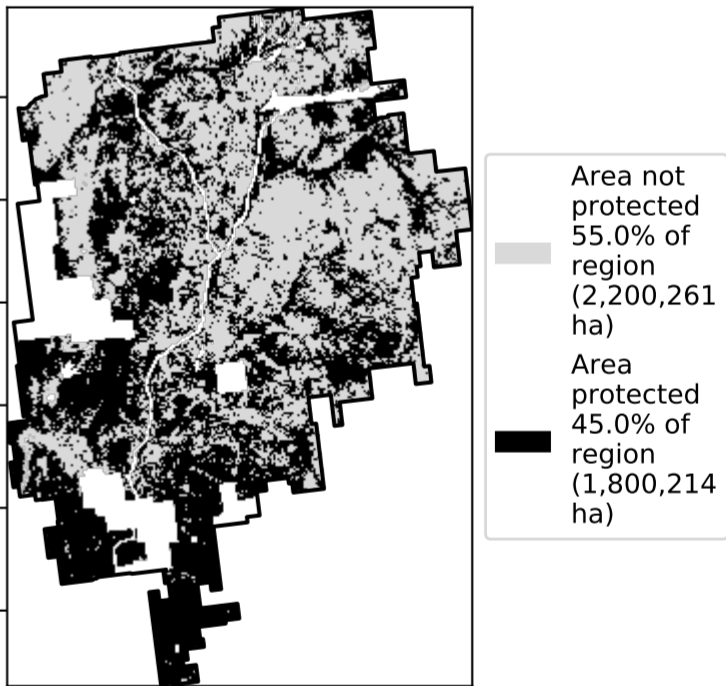 Area not
protected
55.0% of
region
(2,200,261
ha)
Area
protected
45.0% of
region
(1,800,214
ha)